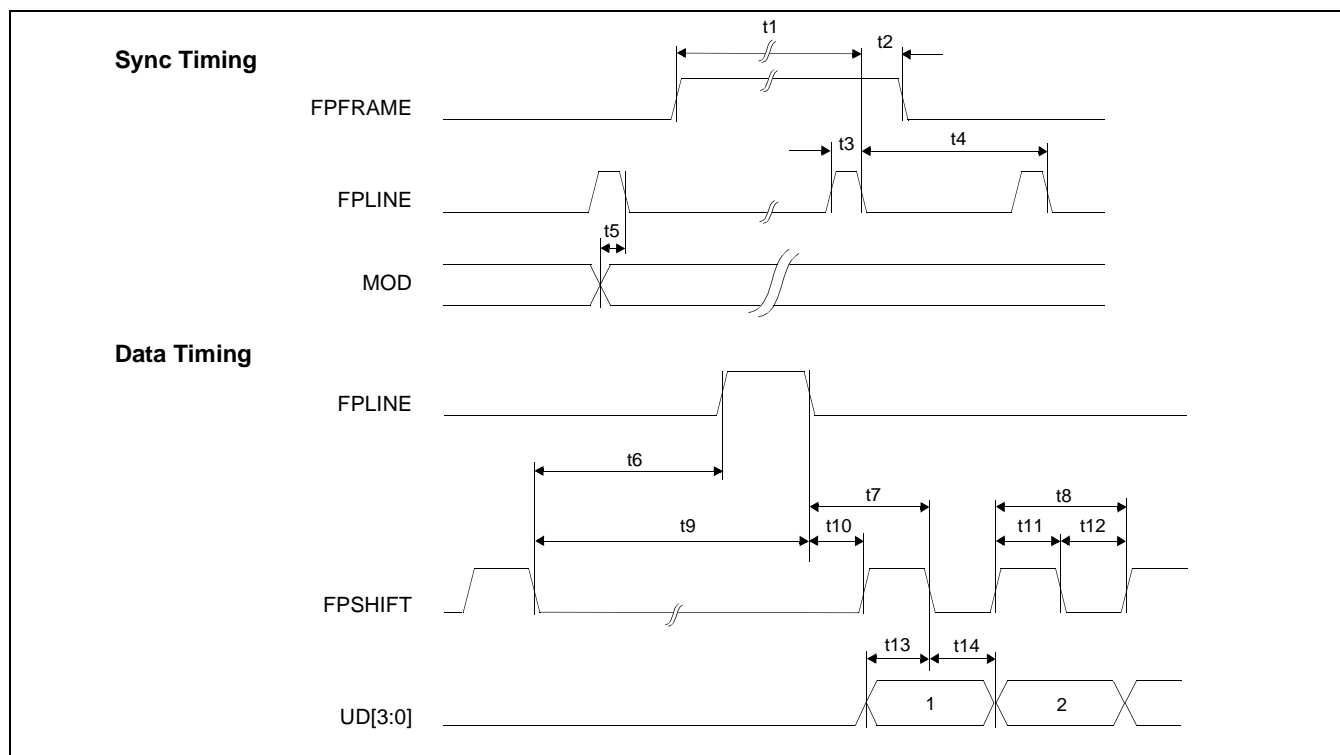 t1
t2
Sync Timing
FPFRAME
t3
t4
FPLINE
t5
MOD
Data Timing
FPLINE
t6
t7
t8
t9
t10
t11
t12
FPSHIFT
t13
t14
UD[3:0]
1
2